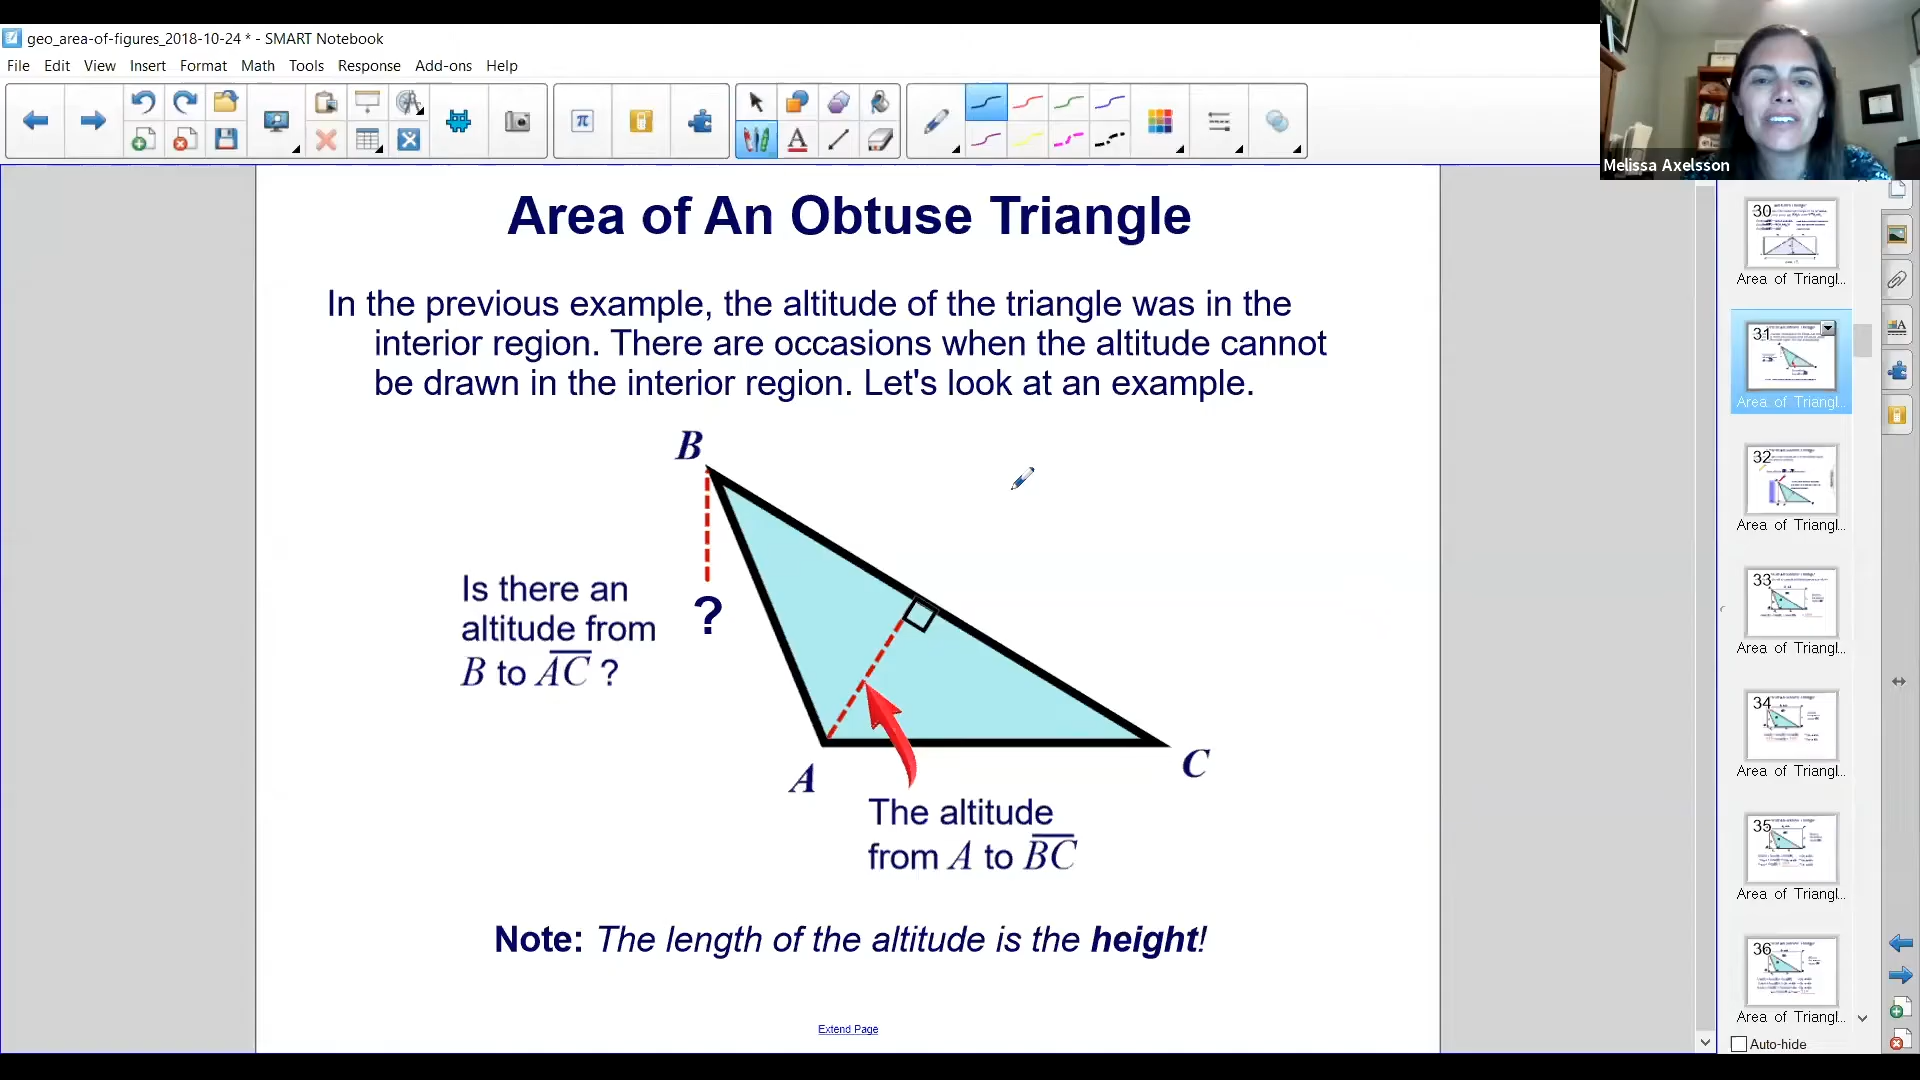 geo_area-of-figures_2018-10-24 * - SMART Notebook
File Edit View Insert Format Math Tools Response Add-ons Help
Melissa Axelsson
Area of An Obtuse Triangle
In the previous example, the altitude of the triangle was in the
interior region. There are occasions when the altitude cannot
be drawn in the interior region. Let's look at an example.
B
Is there an
altitude from
B to AC ?
?
A
C
The altitude
from A to BC
Note: The length of the altitude is the height!
Extend Page
30
Area of Triangl...
31
Area of Triangl...
32
Area of Triangl...
33
Area of Triangl...
34
Area of Triangl...
35
Area of Triangl...
36
Area of Triangl...
Auto-hide